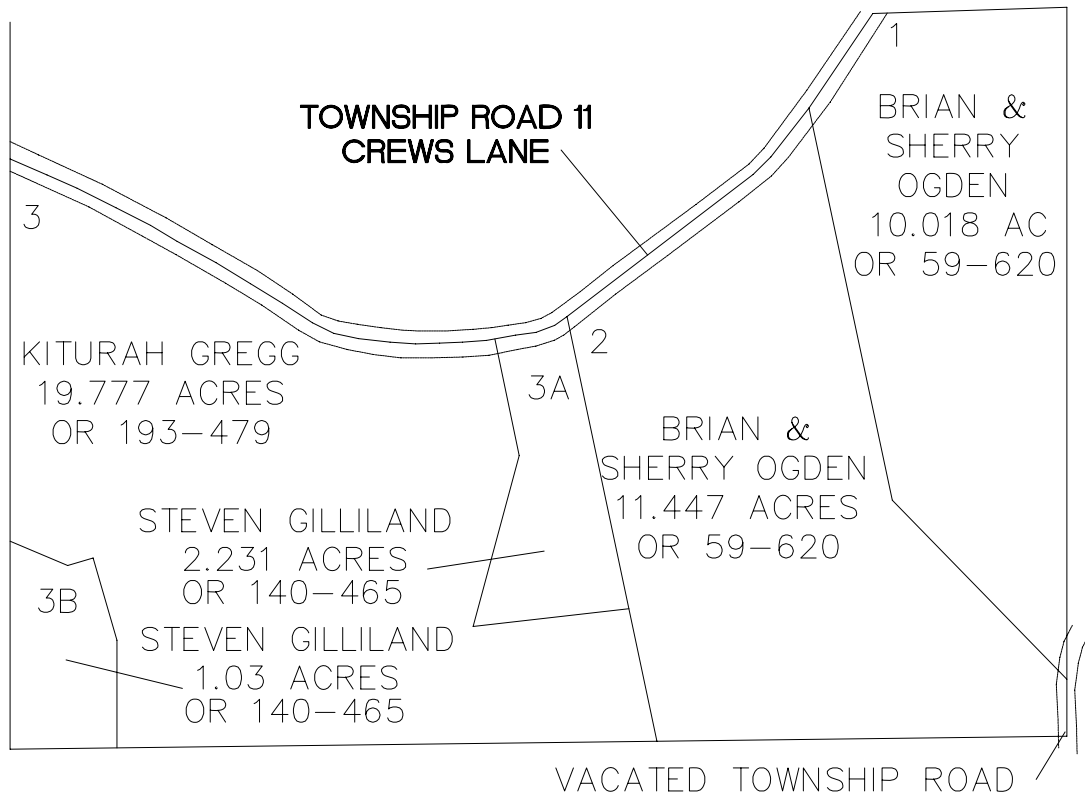 1
TOWNSHIP ROAD 11
CREWS LANE
BRIAN &
SHERRY
OGDEN
10.018 AC
OR 59-620
3
KITURAH GREGG
19.777 ACRES
OR 193-479
2
3A
BRIAN &
SHERRY OGDEN
11.447 ACRES
OR 59-620
STEVEN GILLILAND
2.231 ACRES
OR 140-465
3B
STEVEN GILLILAND
1.03 ACRES
OR 140-465
VACATED TOWNSHIP ROAD